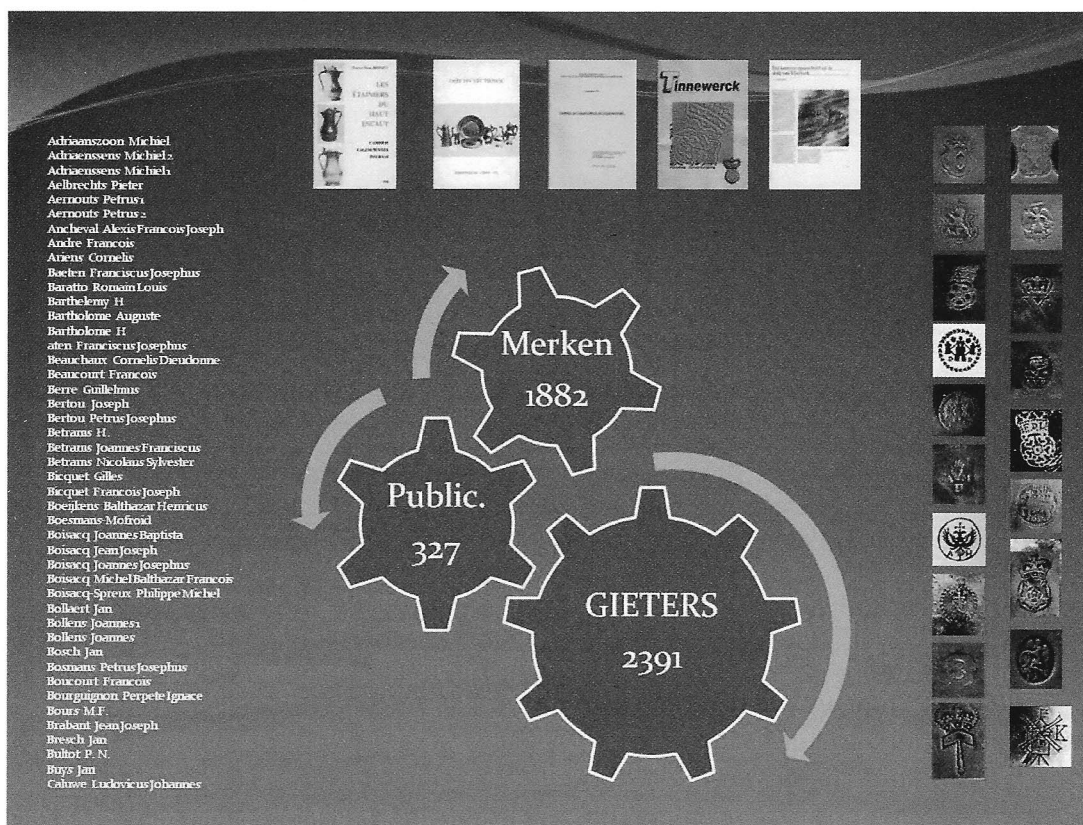 LES
ÉTAINIERS
DU
HAUT
ESCAUT
Tinnewerck
Adriaanszoon Michiel
Adriaenssens Michiel2
Adriaenssens Michiel1
Aelbrechts Pieter
Aernouts Petrus1
Aernouts Petrus2
Ancheval Alexis Francois Joseph
Andre Francois
Ariens Cornelis
Baeten Franciscus Josephus
Baratto Romain Louis
Barthelemy H
Bartholome Auguste
Bartholome H
aten Franciscus Josephus
Beauchaux Cornelis Dieudonne
Beaucourt Francois
Berre Guillelmus
Bertou Joseph
Bertou Petrus Josephus
Betrams H.
Betrams Joannes Franciscus
Betrams Nicolaus Sylvester
Bicquet Gilles
Bicquet Francois Joseph
Boeijkens Balthazar Henricus
Boesmans-Mofroid
Boisacq Joannes Baptista
Boisacq Jean Joseph
Boisacq Joannes Josephus
Boisacq Michel Balthazar Francois
Boisacq-Spreux Philippe Michel
Bollaert Jan
Bollens Joannes1
Bollens Joannes
Bosch Jan
Bosmans Petrus Josephus
Boucourt Francois
Bourguignon Perpete Ignace
Bours M.F.
Brabant Jean Joseph
Bresch Jan
Bultot P. N.
Buys Jan
Caluwe Ludovicus Johannes
Merken
1882
Public.
327
GIETERS
2391
K